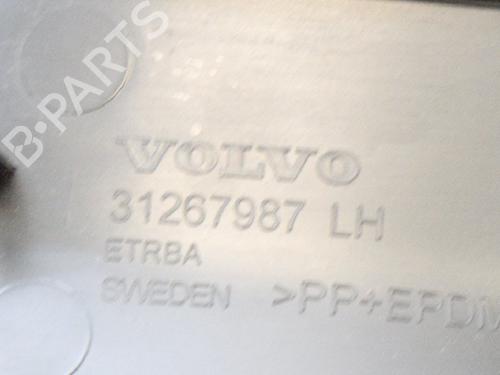 B·PARTS
VOLVO
31267987 LH
ETRBA
SWEDEN >PP+EPDM